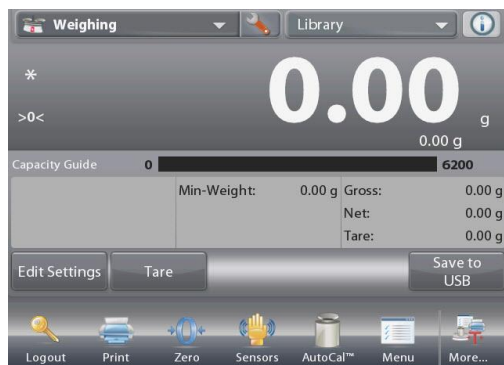 Weighing Library
*
0.00 g
>0<
0.00 g
Capacity Guide 0 6200
Min-Weight: 0.00 g Gross: 0.00 g
Net: 0.00 g
Tare: 0.00 g
Edit Settings Tare Save to
USB
Logout Print Zero Sensors AutoCal™ Menu More...